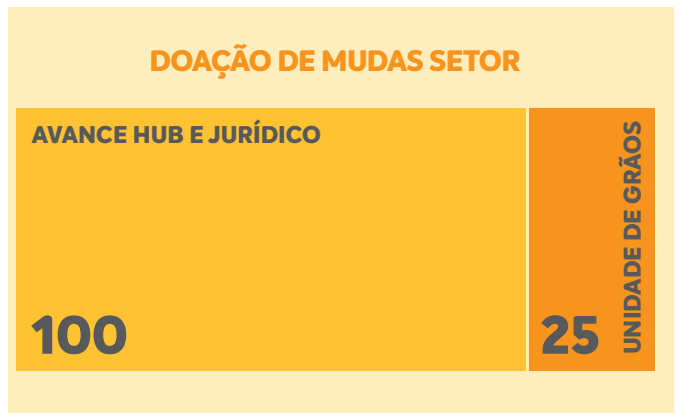 DOAÇÃO DE MUDAS SETOR
AVANCE HUB E JURÍDICO
100
25
UNIDADE DE GRÃOS